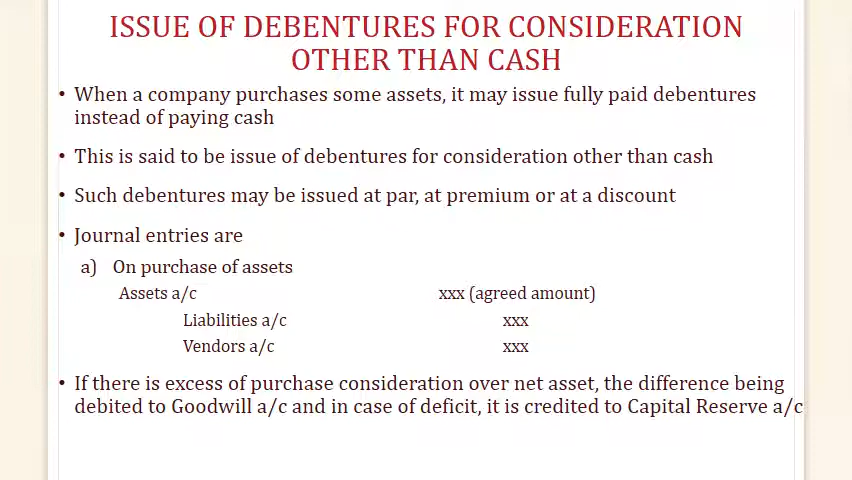 ISSUE OF DEBENTURES FOR CONSIDERATION
OTHER THAN CASH
• When a company purchases some assets, it may issue fully paid debentures
instead of paying cash
• This is said to be issue of debentures for consideration other than cash
• Such debentures may be issued at par, at premium or at a discount
• Journal entries are
a) On purchase of assets
Assets a/c xxx (agreed amount)
Liabilities a/c xxx
Vendors a/c xxx
• If there is excess of purchase consideration over net asset, the difference being
debited to Goodwill a/c and in case of deficit, it is credited to Capital Reserve a/c